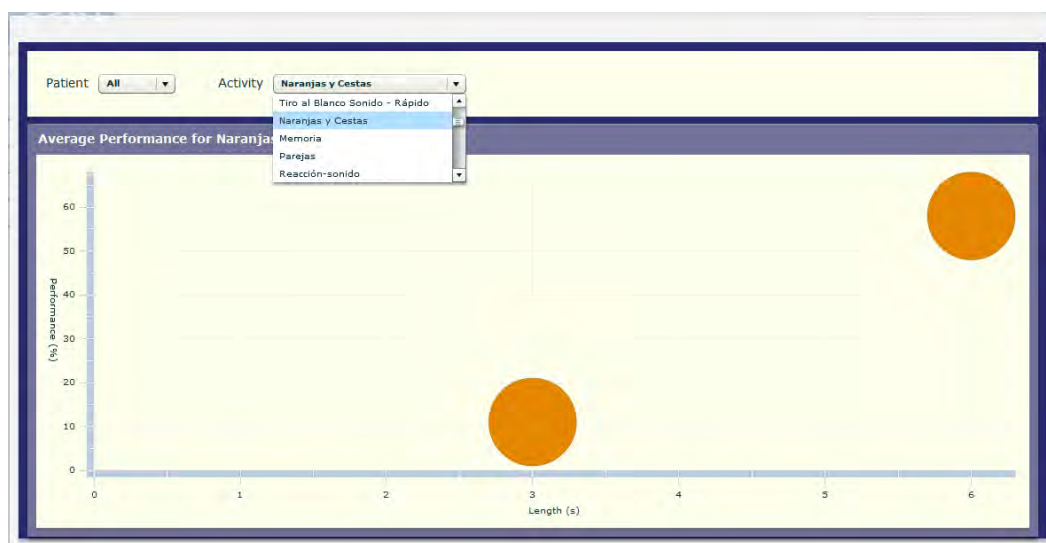 Patient All Activity Naranjas y Cestas
Tiro al Blanco Sonido - Rápido
Naranjas y Cestas
Average Performance for Naranjas
Memoria
Parejas
Reacción-sonido
60
50
40
30
20
10
0
Performance (%)
0 1 2 3 4 5 6
Length (s)